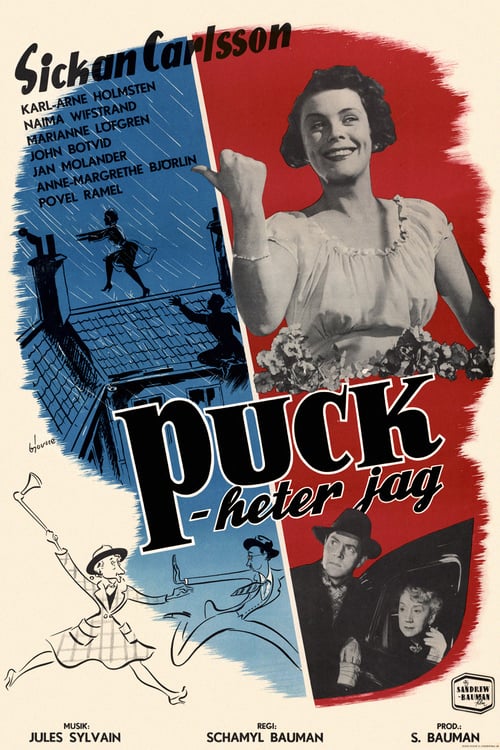 Sickan Carlsson
KARL-ARNE HOLMSTEN
NAIMA WIFSTRAND
MARIANNE LÖFGREN
JOHN BOTVID
JAN MOLANDER
ANNE-MARGRETHE BJÖRLIN
POVEL RAMEL
PUCK
-heter jag
SANDREW
-BAUMAN
film
MUSIK:
JULES SYLVAIN
REGI:
SCHAMYL BAUMAN
PROD.:
S. BAUMAN